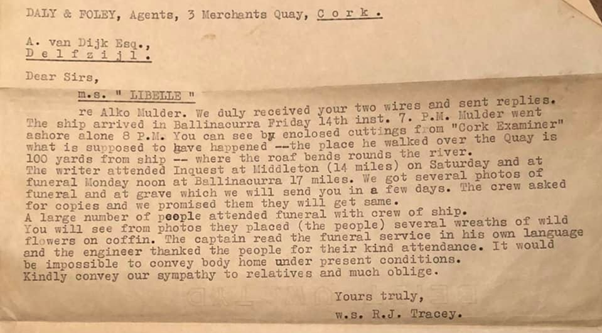 DALY & FOLEY, Agents, 3 Merchants Quay, Cork.
A. van Dijk Esq.,
Delfzijl.
Dear Sirs,
m.s. " LIBELLE "
re Alko Mulder. We duly received your two wires and sent replies.
The ship arrived in Ballinacurra Friday 14th inst. 7. P.M. Mulder went
ashore alone 8 P.M. You can see by enclosed cuttings from "Cork Examiner"
what is supposed to have happened --the place he walked over the Quay is
100 yards from ship -- where the roaf bends rounds the river.
The writer attended Inquest at Middleton (14 miles) on Saturday and at
funeral Monday noon at Ballinacurra 17 miles. We got several photos of
funeral and at grave which we will send you in a few days. The crew asked
for copies and we promised them they will get same.
A large number of people attended funeral with crew of ship.
You will see from photos they placed (the people) several wreaths of wild
flowers on coffin. The captain read the funeral service in his own language
and the engineer thanked the people for their kind attendance. It would
be impossible to convey body home under present conditions.
Kindly convey our sympathy to relatives and much oblige.
Yours truly,
w.s. R.J. Tracey.